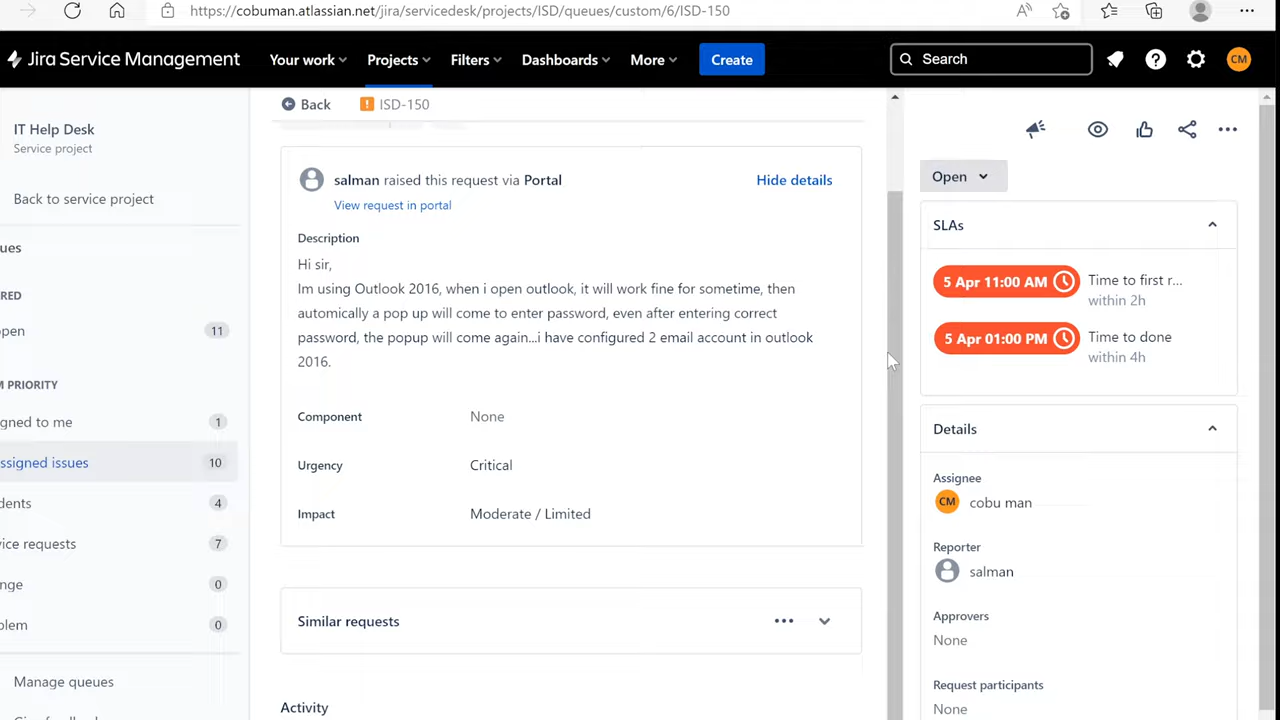 https://cobuman.atlassian.net/jira/servicedesk/projects/ISD/queues/custom/6/ISD-150
Jira Service Management
Your work
Projects
Filters
Dashboards
More
Create
Search
CM
IT Help Desk
Service project
Back to service project
ues
RED
pen
11
M PRIORITY
gned to me
1
ssigned issues
10
dents
4
vice requests
7
nge
0
blem
0
Manage queues
Back
ISD-150
salman raised this request via Portal
Hide details
View request in portal
Description
Hi sir,
Im using Outlook 2016, when i open outlook, it will work fine for sometime, then
automically a pop up will come to enter password, even after entering correct
password, the popup will come again...i have configured 2 email account in outlook
2016.
Component
None
Urgency
Critical
Impact
Moderate / Limited
Similar requests
Activity
Open
SLAs
5 Apr 11:00 AM
Time to first r...
within 2h
5 Apr 01:00 PM
Time to done
within 4h
Details
Assignee
CM
cobu man
Reporter
salman
Approvers
None
Request participants
None